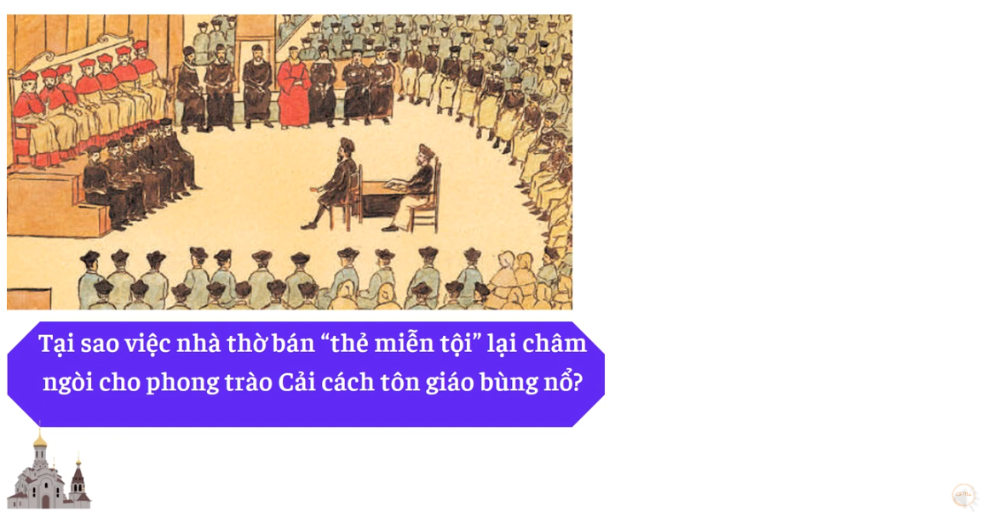 Tại sao việc nhà thờ bán “thẻ miễn tội” lại châm
ngòi cho phong trào Cải cách tôn giáo bùng nổ?